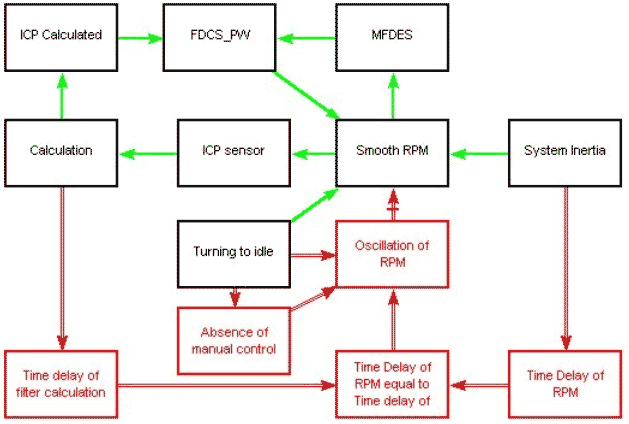 ICP Calculated
FDCS_PW
MFDES
Calculation
ICP sensor
Smooth RPM
System Inertia
Turning to idle
Oscillation of
RPM
Absence of
manual control
Time delay of
filter calculation
Time Delay of
RPM equal to
Time delay of
Time Delay of
RPM